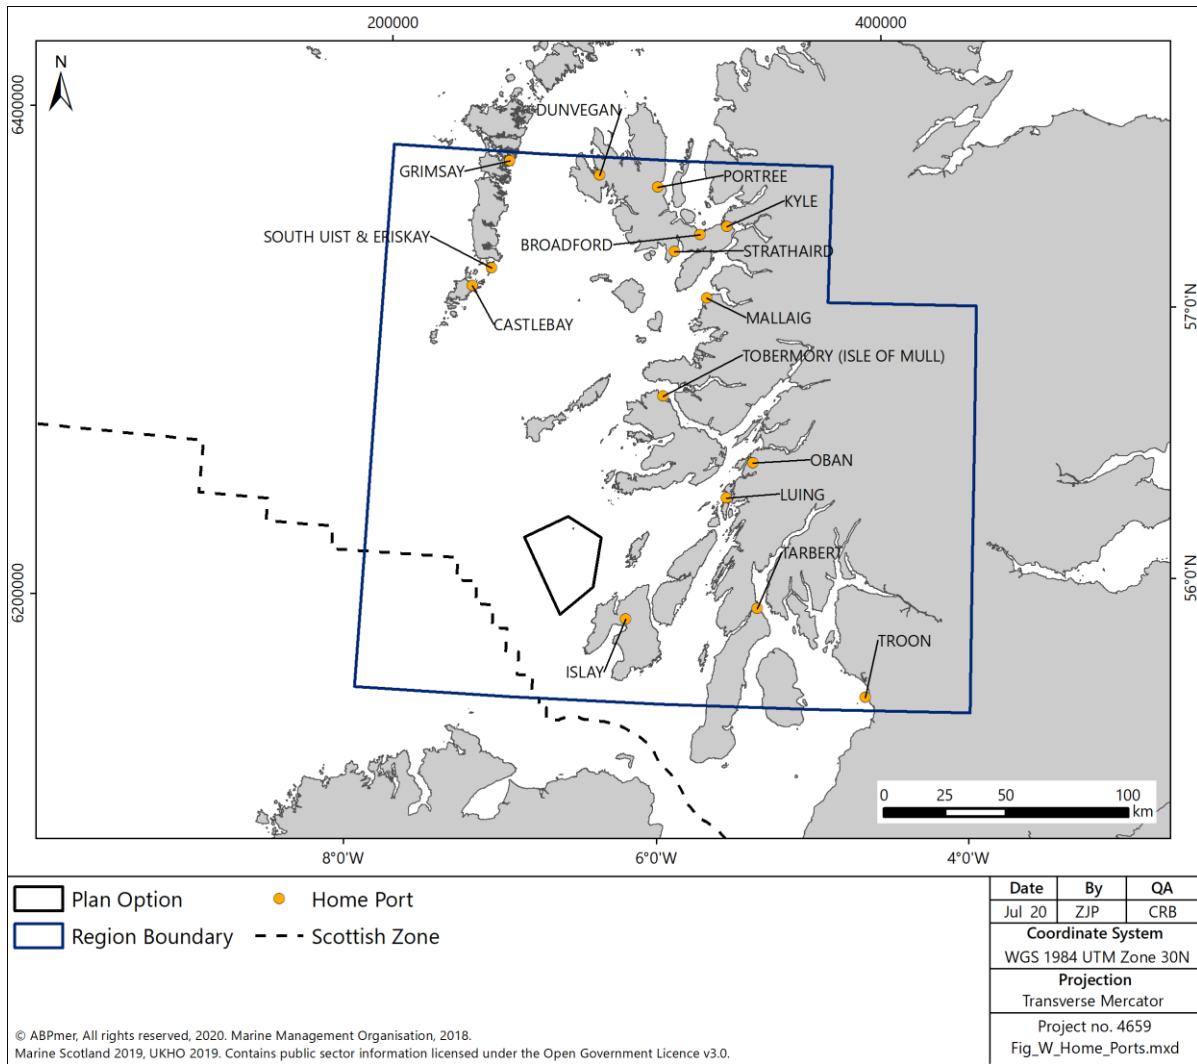 200000
400000
N
6400000
DUNVEGAN
GRIMSAY
PORTREE
KYLE
SOUTH UIST & ERISKAY
BROADFORD
STRATHAIRD
CASTLEBAY
MALLAIG
57°0'N
TOBERMORY (ISLE OF MULL)
OBAN
LUING
TARBERT
56°0'N
6200000
ISLAY
TROON
0 25 50 100
km
8°0'W
6°0'W
4°0'W
Plan Option
Home Port
Region Boundary
Scottish Zone
Date By QA
Jul 20 ZJP CRB
Coordinate System
WGS 1984 UTM Zone 30N
Projection
Transverse Mercator
Project no. 4659
Fig_W_Home_Ports.mxd
© ABPmer, All rights reserved, 2020. Marine Management Organisation, 2018.
Marine Scotland 2019, UKHO 2019. Contains public sector information licensed under the Open Government Licence v3.0.